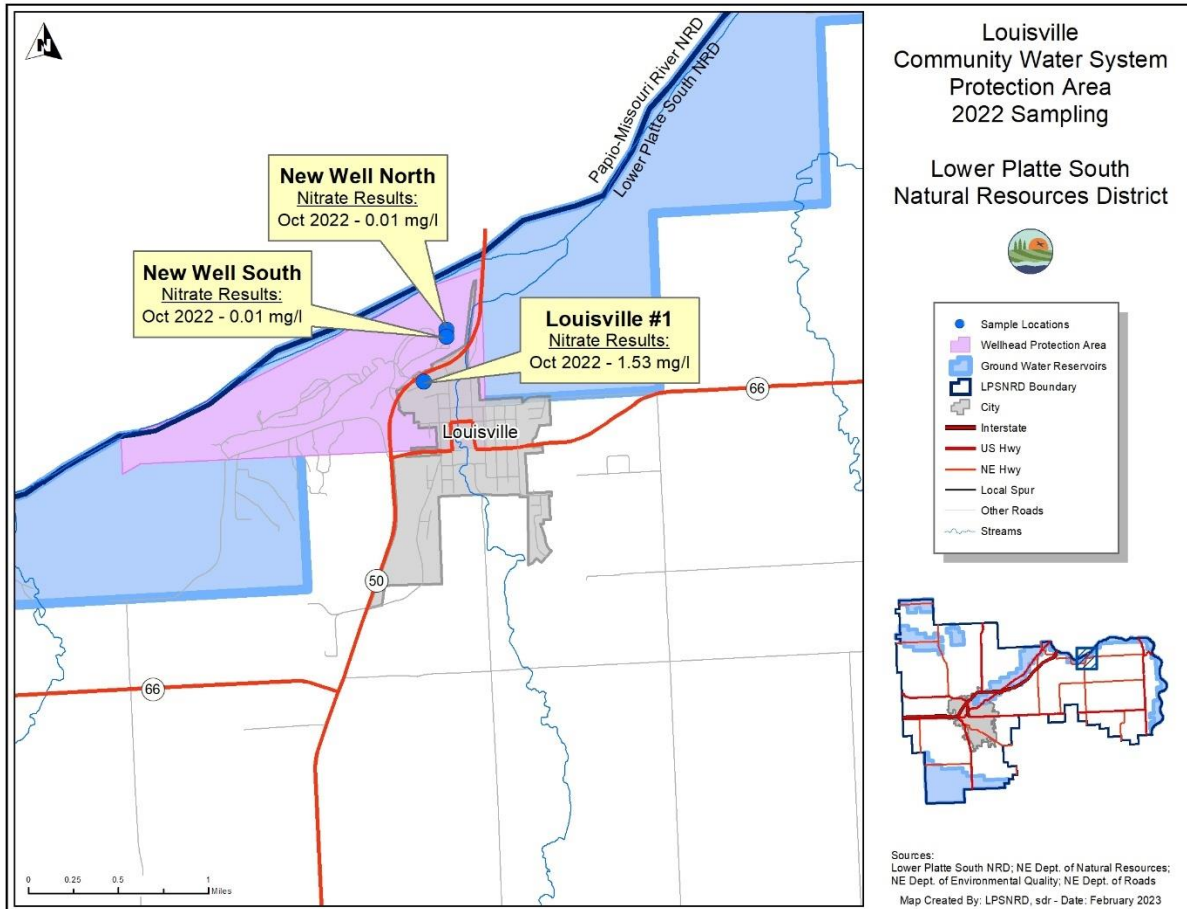 N
Papio-Missouri River NRD
Lower Platte South NRD
New Well North
Nitrate Results:
Oct 2022 - 0.01 mg/l
New Well South
Nitrate Results:
Oct 2022 - 0.01 mg/l
Louisville #1
Nitrate Results:
Oct 2022 - 1.53 mg/l
66
Louisville
50
66
0 0.25 0.5 1
Miles
Louisville
Community Water System
Protection Area
2022 Sampling
Lower Platte South
Natural Resources District
Sample Locations
Wellhead Protection Area
Ground Water Reservoirs
LPSNRD Boundary
City
Interstate
US Hwy
NE Hwy
Local Spur
Other Roads
Streams
Sources:
Lower Platte South NRD; NE Dept. of Natural Resources;
NE Dept. of Environmental Quality; NE Dept. of Roads
Map Created By: LPSNRD, sdr - Date: February 2023